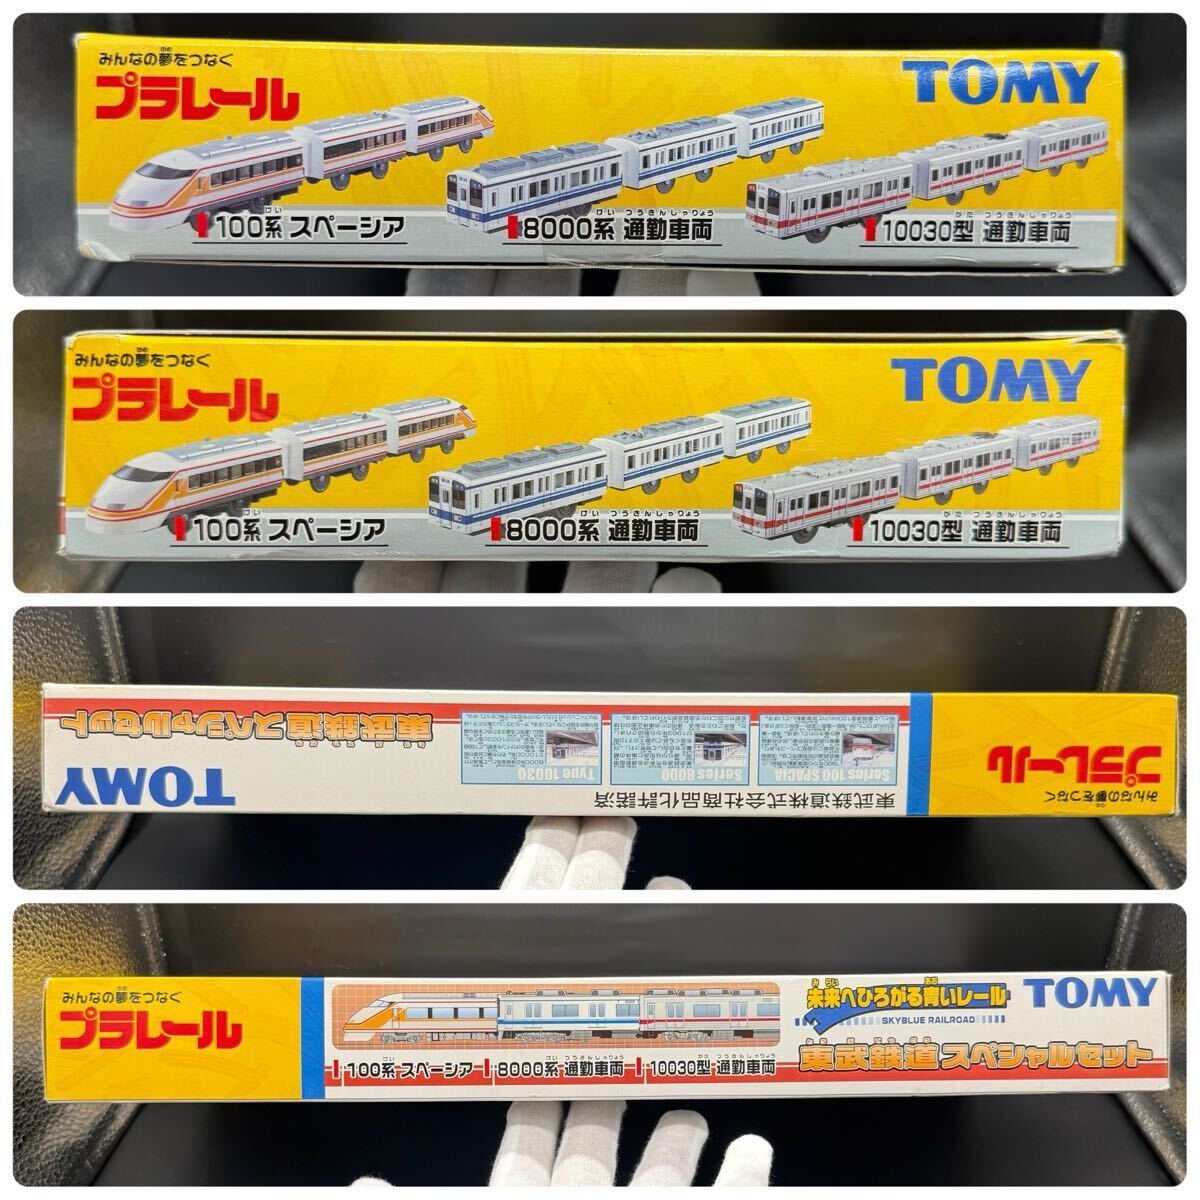 みんなの夢をつなぐ
プラレール
TOMY
100系 スペーシア
8000系 通勤車両
10030型 通勤車両
みんなの夢をつなぐ
プラレール
TOMY
100系 スペーシア
8000系 通勤車両
10030型 通勤車両
みんなの夢をつなぐ
プラレール
東武鉄道株式会社商品化許諾済
Series 100 SPACIA
Series 8000
Type 10030
TOMY
東武鉄道スペシャルセット
みんなの夢をつなぐ
プラレール
100系 スペーシア
8000系 通勤車両
10030型 通勤車両
未来へひろがる青いレール
SKYBLUE RAILROAD
TOMY
東武鉄道スペシャルセット